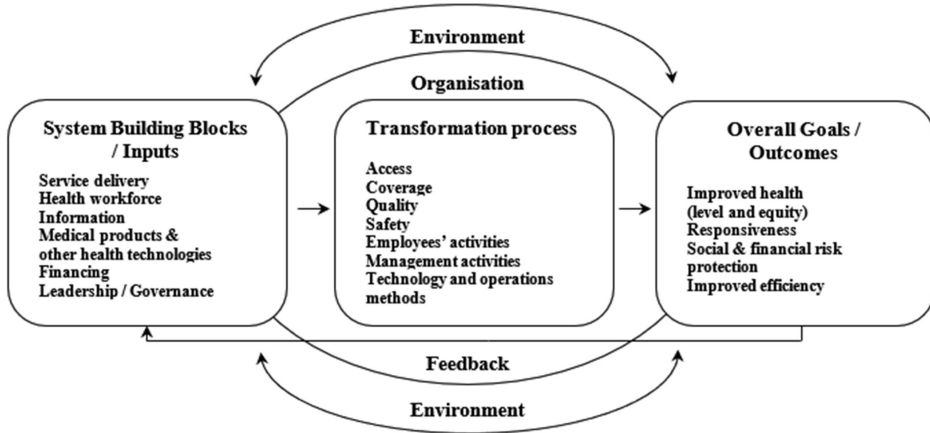 Environment
Organisation
System Building Blocks
/ Inputs
Service delivery
Health workforce
Information
Medical products &
other health technologies
Financing
Leadership / Governance
Transformation process
Access
Coverage
Quality
Safety
Employees' activities
Management activities
Technology and operations
methods
Overall Goals /
Outcomes
Improved health
(level and equity)
Responsiveness
Social & financial risk
protection
Improved efficiency
Feedback
Environment